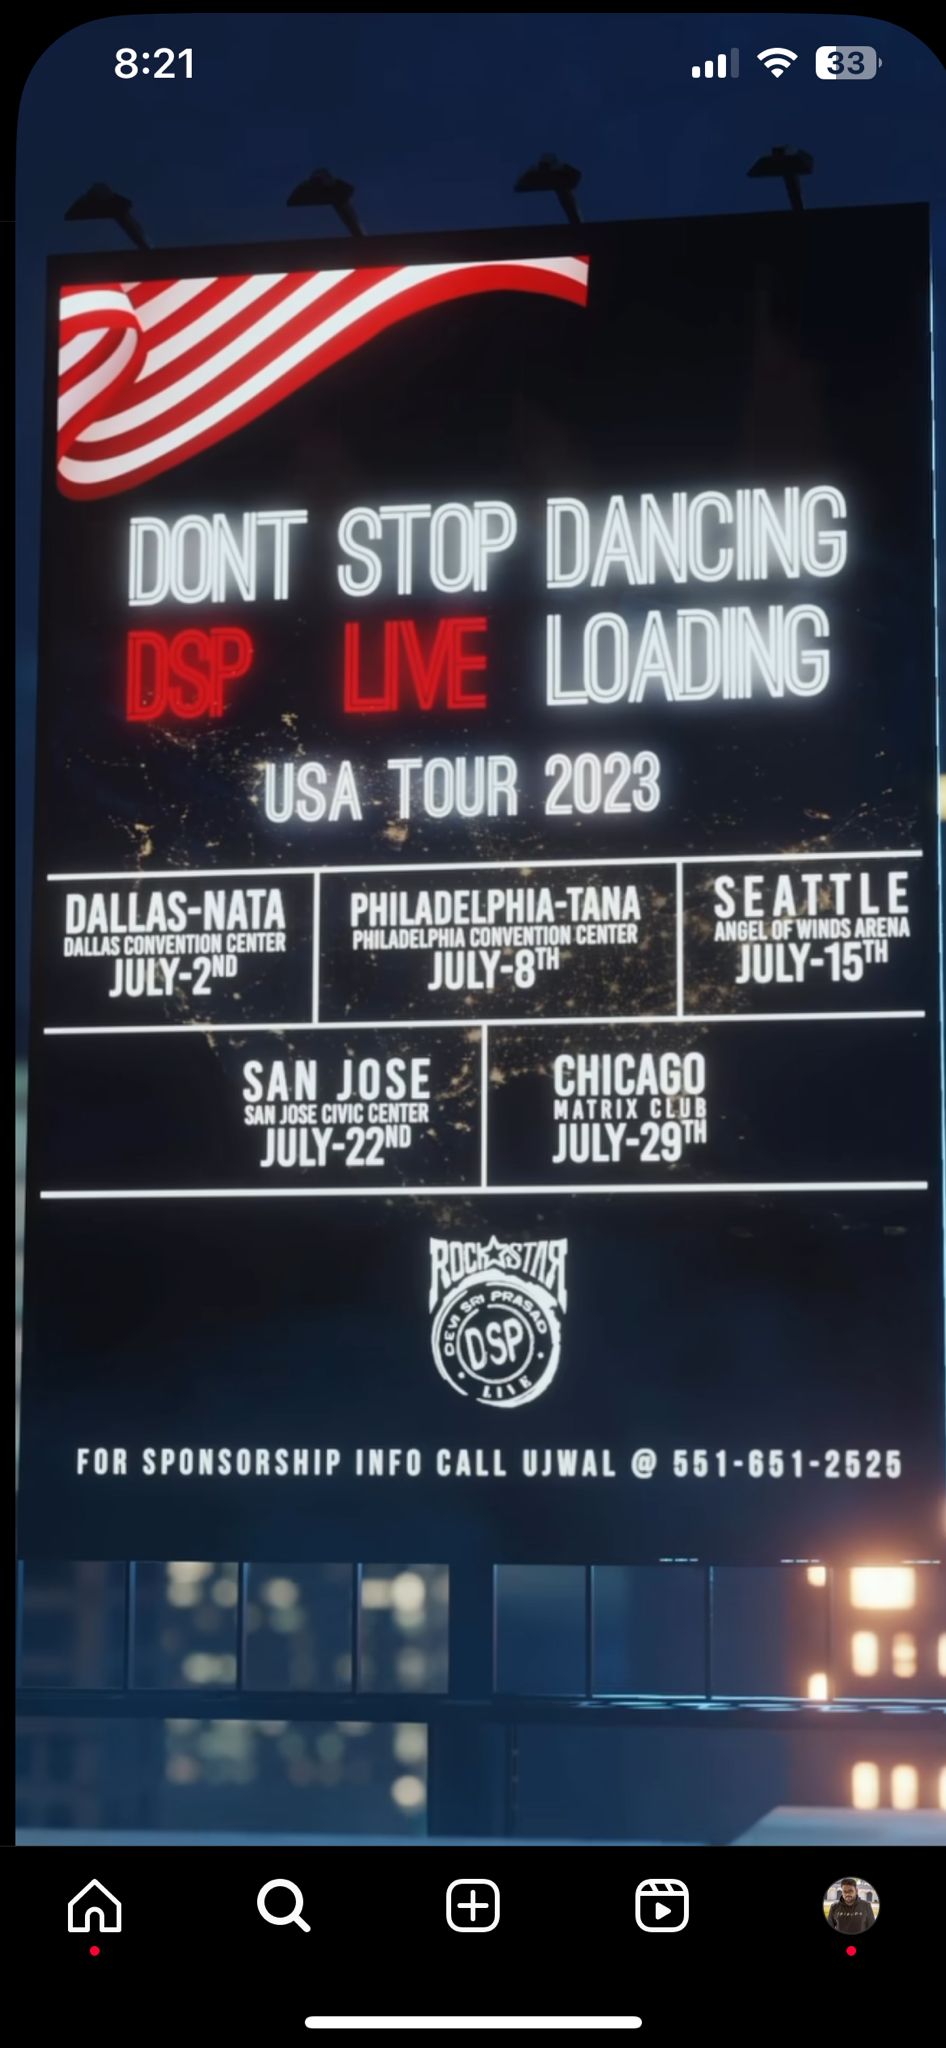 8:21
33
DONT STOP DANCING
DSP LIVE LOADING
USA TOUR 2023
DALLAS-NATA
DALLAS CONVENTION CENTER
JULY-2ND
PHILADELPHIA-TANA
PHILADELPHIA CONVENTION CENTER
JULY-8TH
SEATTLE
ANGEL OF WINDS ARENA
JULY-15TH
SAN JOSE
SAN JOSE CIVIC CENTER
JULY-22ND
CHICAGO
MATRIX CLUB
JULY-29TH
ROCKSTAR
DEVI SRI PRASAD
DSP
LIVE
FOR SPONSORSHIP INFO CALL UJWAL @ 551-651-2525